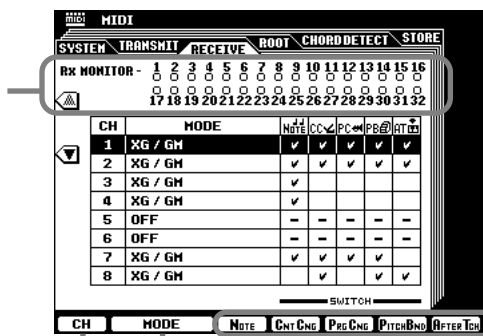 MIDI MIDI
SYSTEM TRANSMIT RECEIVE ROOT CHORD DETECT STORE
RX MONITOR - 1 2 3 4 5 6 7 8 9 10 11 12 13 14 15 16
17 18 19 20 21 22 23 24 25 26 27 28 29 30 31 32
CH MODE NOTE CC PC PB AT
1 XG / GM ✓ ✓ ✓ ✓ ✓
2 XG / GM ✓ ✓ ✓ ✓ ✓
3 XG / GM ✓
4 XG / GM ✓
5 OFF – – – – –
6 OFF – – – – –
7 XG / GM ✓ ✓ ✓ ✓
8 XG / GM ✓ ✓ ✓
SWITCH
CH MODE NOTE CNT CNG PRG CNG PITCHBND AFTER TCH